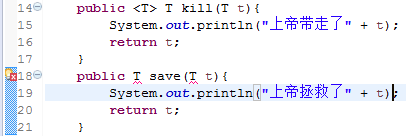 14 public <T> T kill(T t){
15 System.out.println("上帝带走了" + t);
16 return t;
17 }
18 public T save(T t){
19 System.out.println("上帝拯救了" + t);
20 return t;
21 }